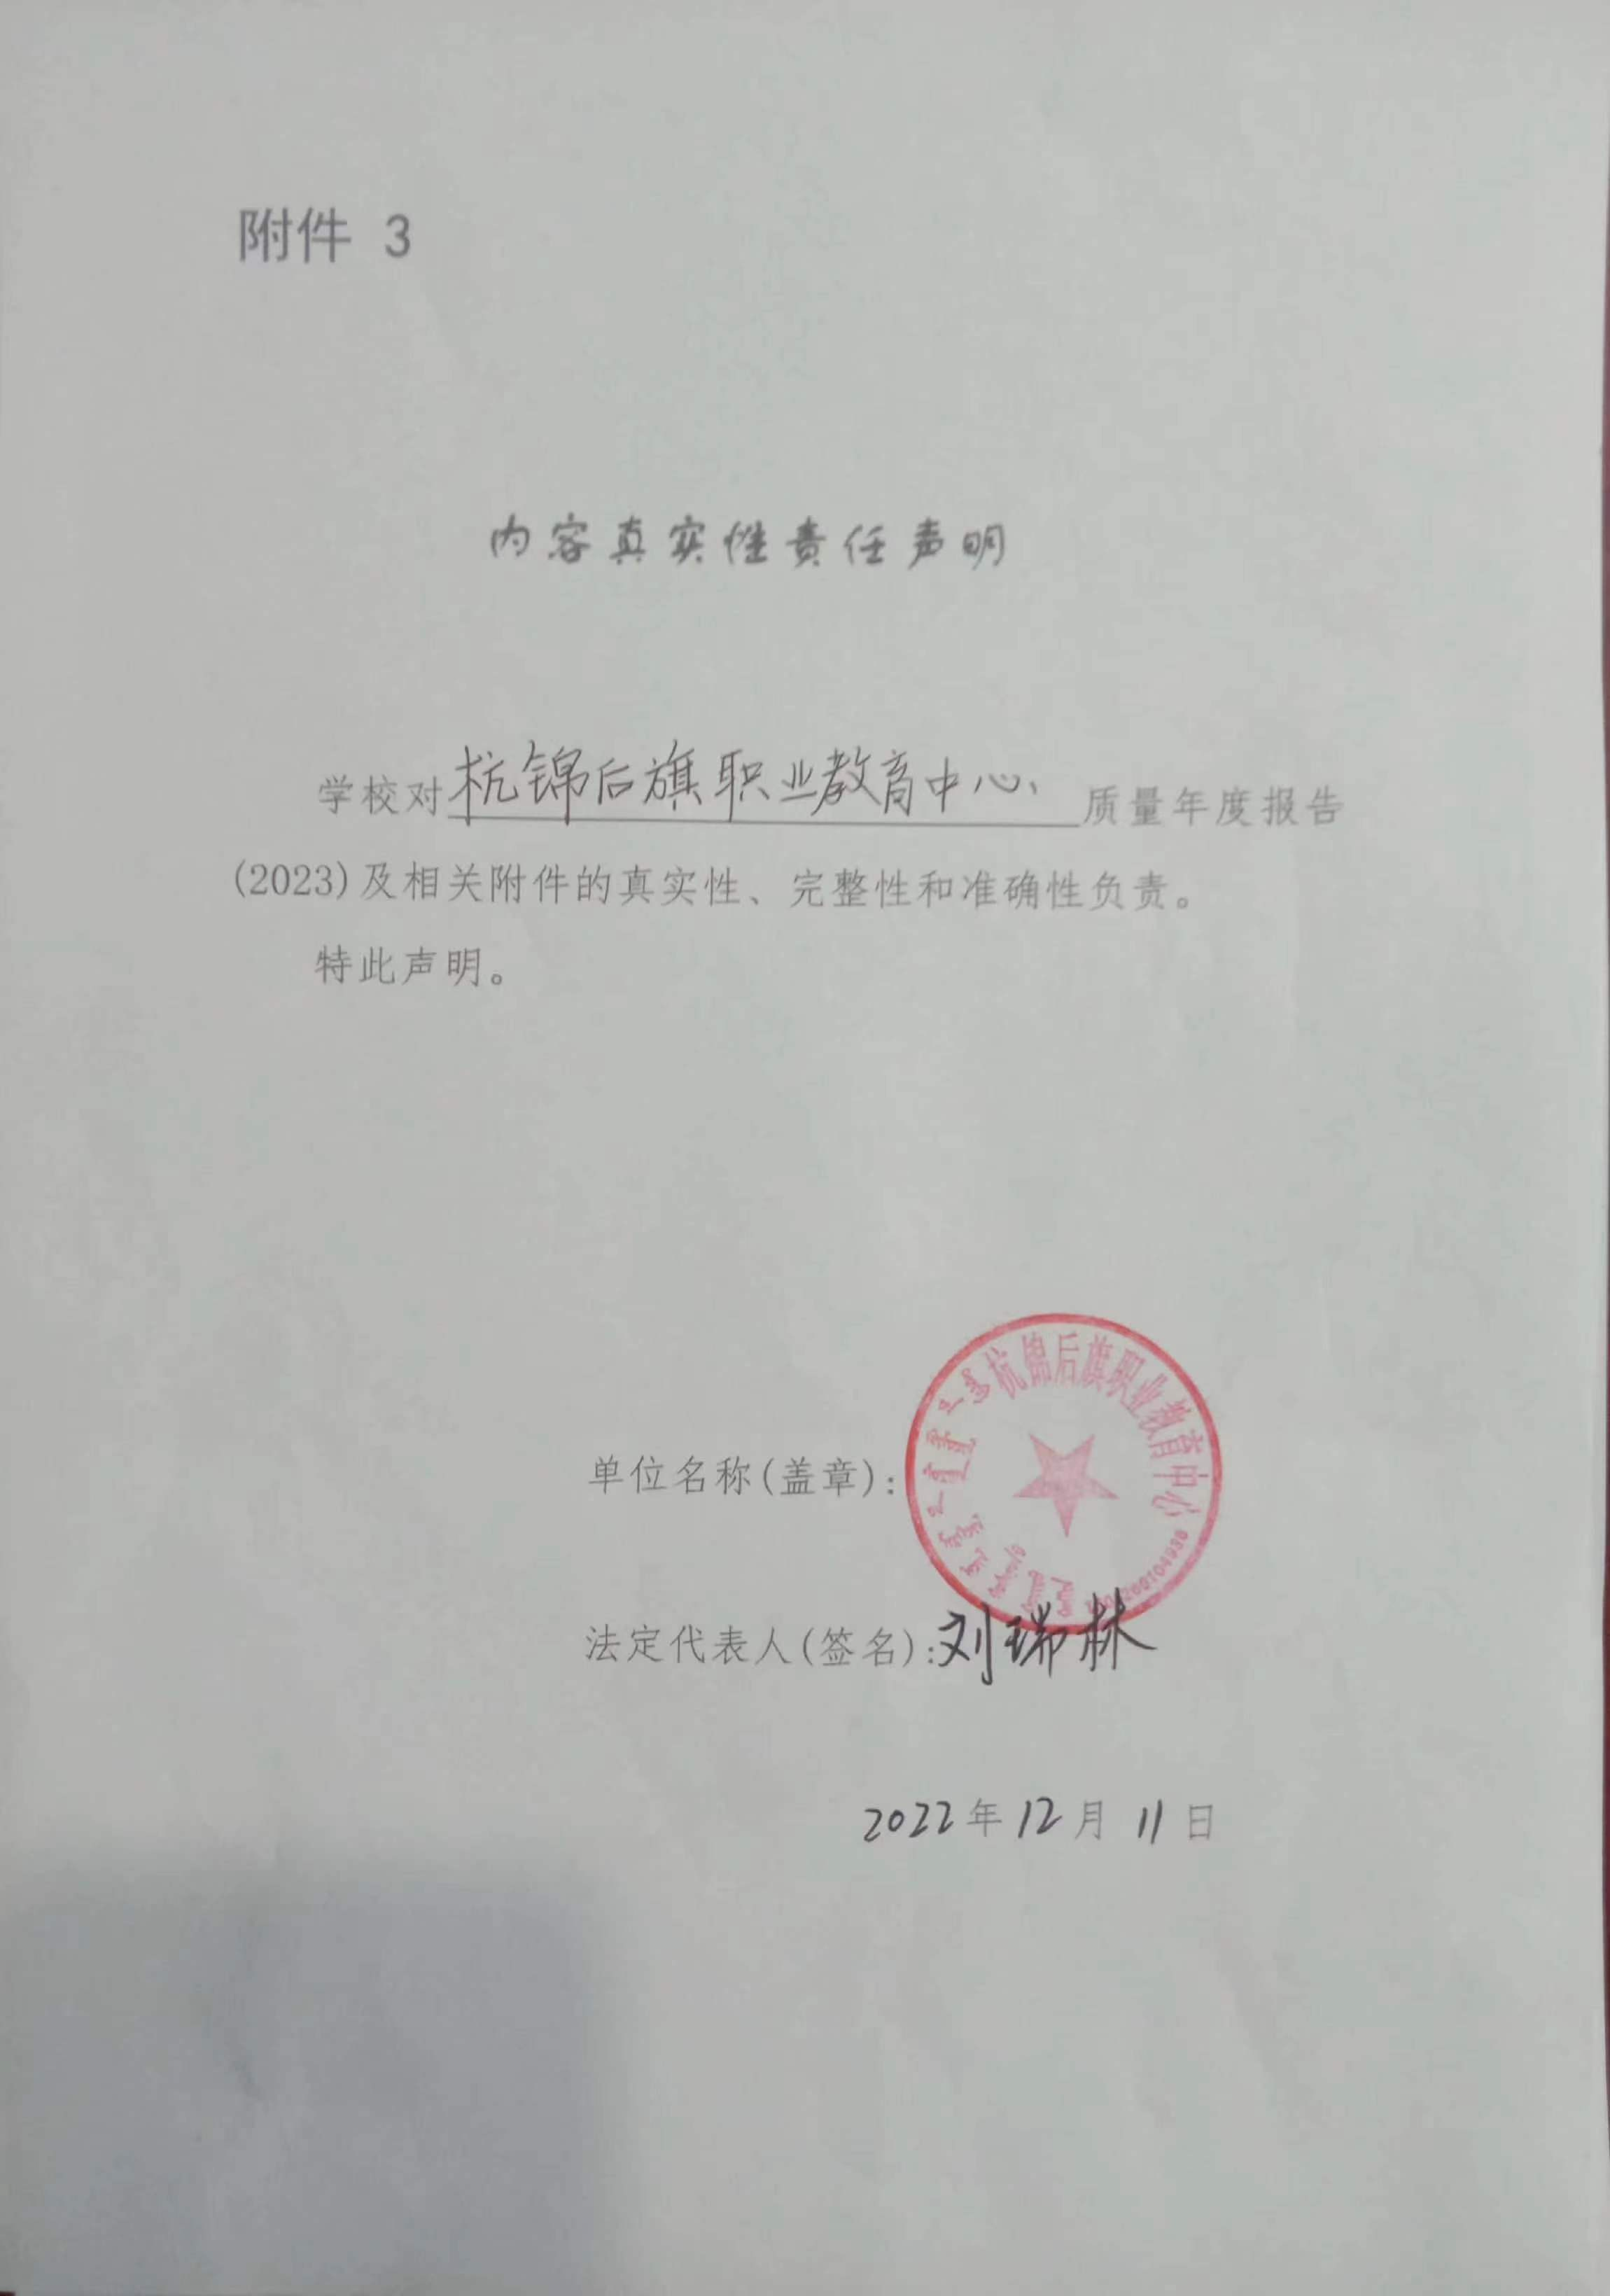 附件 3
内容真实性责任声明
学校对杭锦后旗职业教育中心质量年度报告
(2023)及相关附件的真实性、完整性和准确性负责。
特此声明。
杭锦后旗职业教育中心
单位名称(盖章):
法定代表人(签名):刘瑞林
2022年12月11日